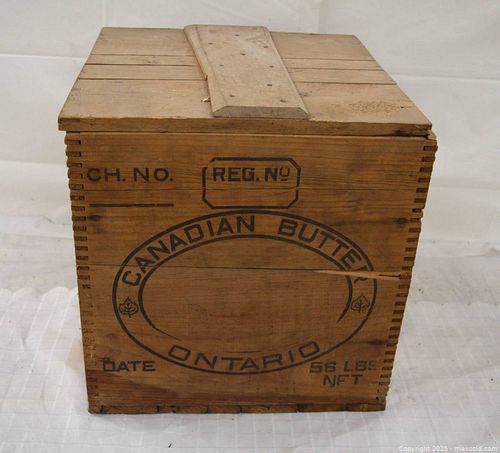 CH. NO.
REG. No
CANADIAN BUTTER
ONTARIO
DATE
56 LBS
NET
Copyright © 2025 - maxsold.com